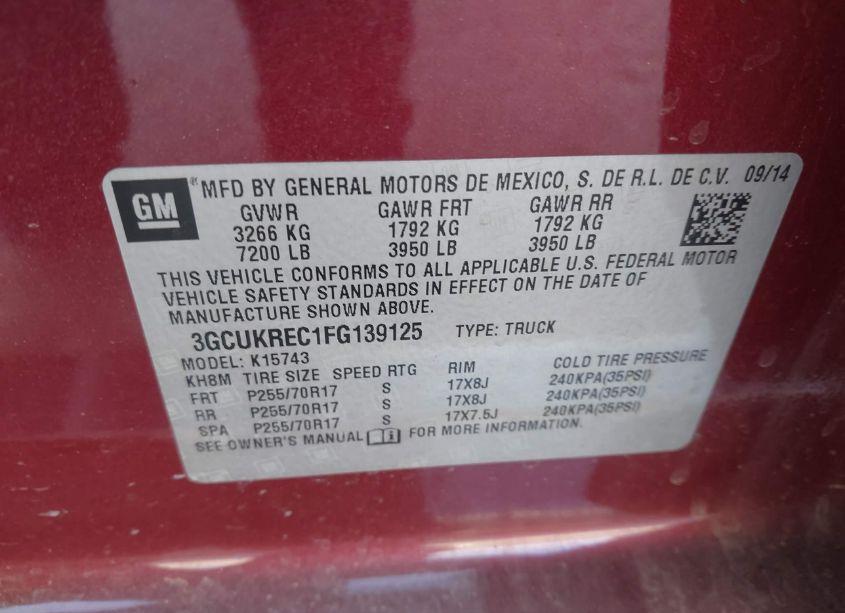 GM ® MFD BY GENERAL MOTORS DE MEXICO, S. DE R.L. DE C.V. 09/14
GVWR GAWR FRT GAWR RR
3266 KG 1792 KG 1792 KG
7200 LB 3950 LB 3950 LB
THIS VEHICLE CONFORMS TO ALL APPLICABLE U.S. FEDERAL MOTOR
VEHICLE SAFETY STANDARDS IN EFFECT ON THE DATE OF
MANUFACTURE SHOWN ABOVE.
3GCUKREC1FG139125 TYPE: TRUCK
MODEL: K15743
KH8M TIRE SIZE SPEED RTG RIM COLD TIRE PRESSURE
FRT P255/70R17 S 17X8J 240KPA(35PSI)
RR P255/70R17 S 17X8J 240KPA(35PSI)
SPA P255/70R17 S 17X7.5J 240KPA(35PSI)
SEE OWNER'S MANUAL FOR MORE INFORMATION.